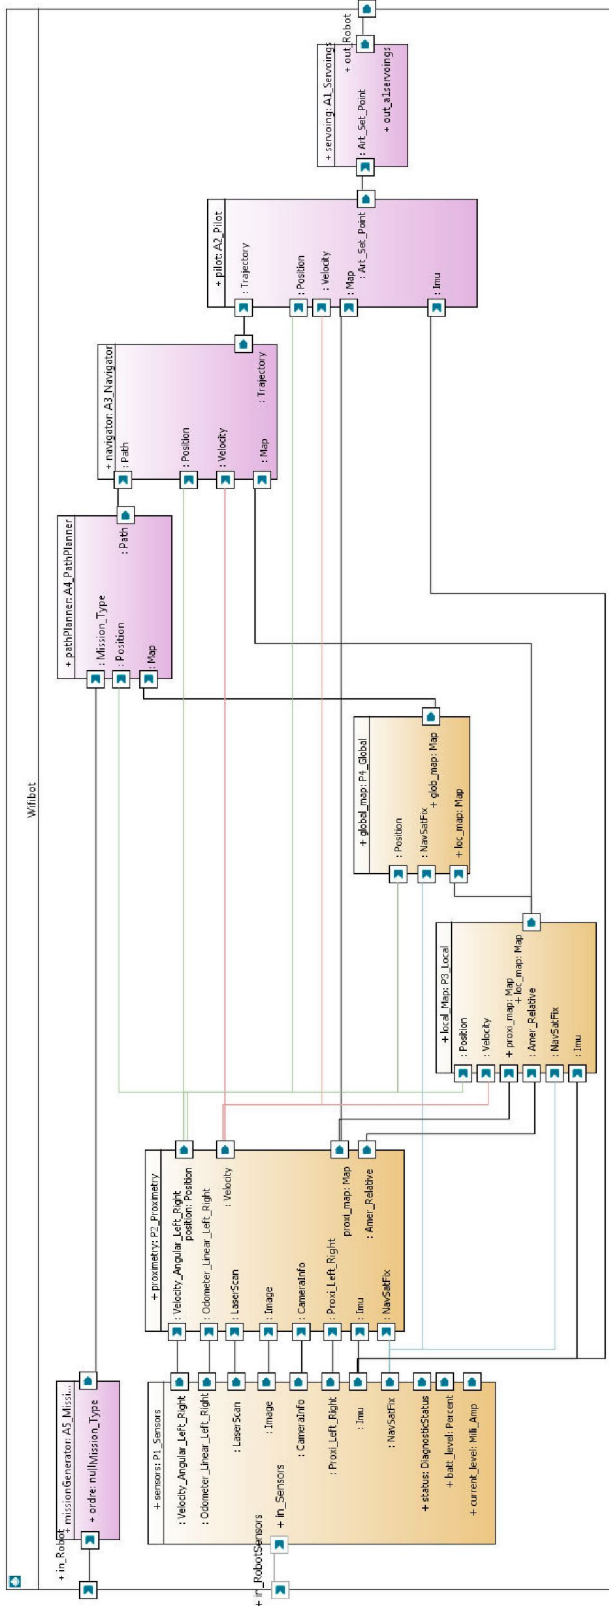 Wifibot
+ in_Robot
+ missionGenerator: A5_Missi...
+ ordre: nullMission_Type
+ in_RobotSensors
+ sensors: P1_Sensors
+ in_Sensors
: Velocity_Angular_Left_Right
: Odometer_Linear_Left_Right
: LaserScan
: Image
: CameraInfo
: Proxi_Left_Right
: Imu
: NavSatFix
+ status: DiagnosticStatus
+ batt_level: Percent
+ current_level: Milli_Amp
+ proximetry: P2_Proximetry
: Velocity_Angular_Left_Right
position: Position
: Odometer_Linear_Left_Right
: Velocity
: LaserScan
: Image
: CameraInfo
: Proxi_Left_Right
proxi_map: Map
: Imu
: Amer_Relative
: NavSatFix
+ local_Map: P3_Local
: Position
: Velocity
+ proxi_map: Map
+ loc_map: Map
: Amer_Relative
: NavSatFix
: Imu
+ global_map: P4_Global
: Position
: NavSatFix
+ glob_map: Map
+ loc_map: Map
+ pathPlanner: A4_PathPlanner
: Mission_Type
: Position
: Path
: Map
+ navigator: A3_Navigator
: Path
: Position
: Velocity
: Map
: Trajectory
+ pilot: A2_Pilot
: Trajectory
: Position
: Velocity
: Map
: Art_Set_Point
: Imu
+ servoing: A1_Servoings
: Art_Set_Point
+ out_a1servoings
+ out_Robot